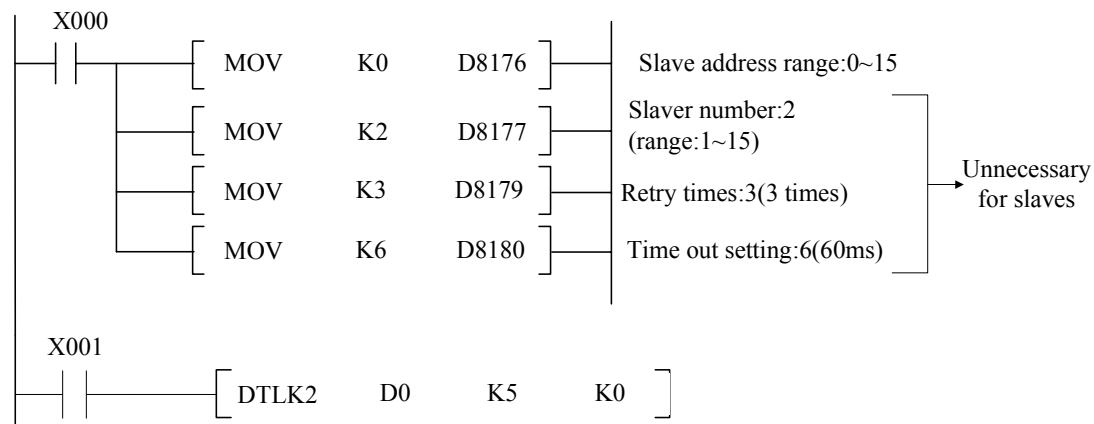 X000
MOV K0 D8176 Slave address range:0~15
MOV K2 D8177 Slaver number:2
(range:1~15)
MOV K3 D8179 Retry times:3(3 times)
MOV K6 D8180 Time out setting:6(60ms)
Unnecessary
for slaves
X001
DTLK2 D0 K5 K0